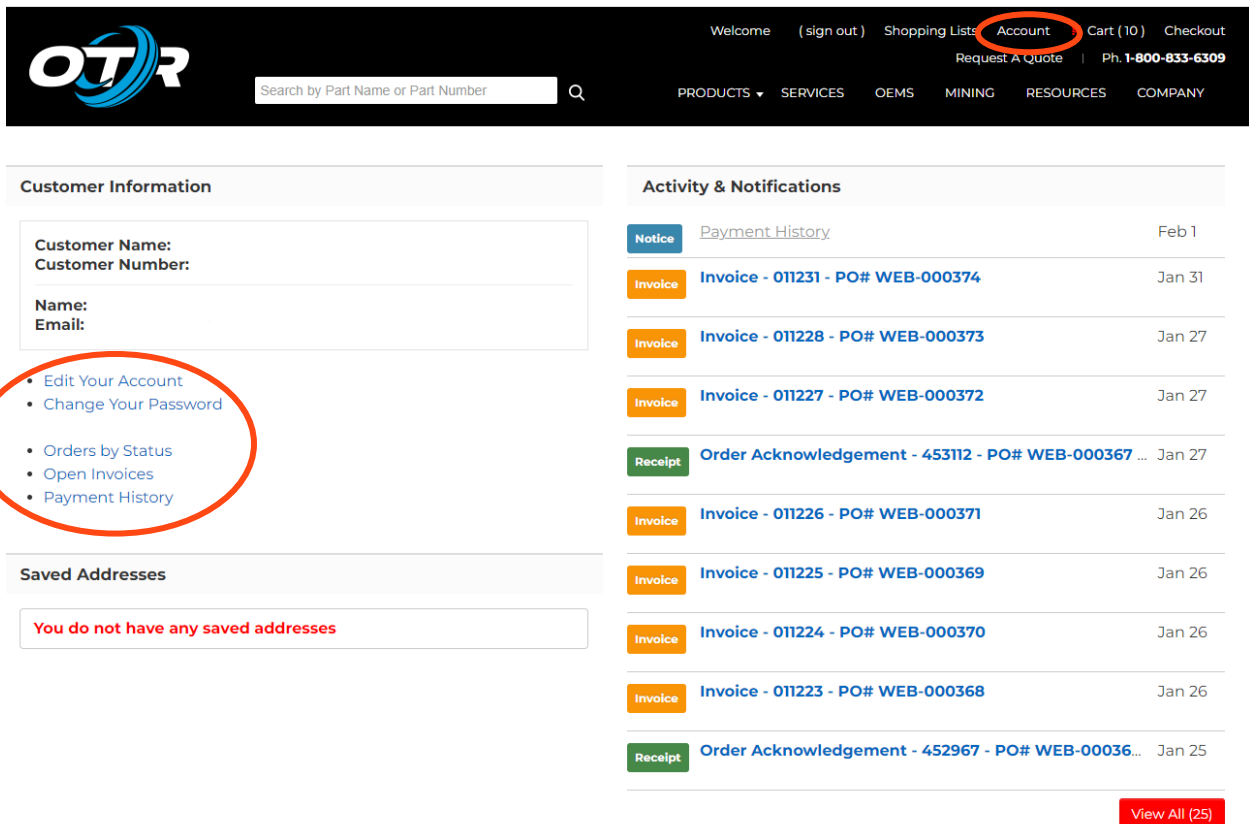 Welcome ( sign out ) Shopping Lists Account Cart ( 10 ) Checkout
OTR
Request A Quote | Ph. 1-800-833-6309
Search by Part Name or Part Number
PRODUCTS SERVICES OEMS MINING RESOURCES COMPANY
Customer Information
Customer Name:
Customer Number:
Name:
Email:
• Edit Your Account
• Change Your Password
• Orders by Status
• Open Invoices
• Payment History
Saved Addresses
You do not have any saved addresses
Activity & Notifications
Notice Payment History Feb 1
Invoice Invoice - 011231 - PO# WEB-000374 Jan 31
Invoice Invoice - 011228 - PO# WEB-000373 Jan 27
Invoice Invoice - 011227 - PO# WEB-000372 Jan 27
Receipt Order Acknowledgement - 453112 - PO# WEB-000367 ... Jan 27
Invoice Invoice - 011226 - PO# WEB-000371 Jan 26
Invoice Invoice - 011225 - PO# WEB-000369 Jan 26
Invoice Invoice - 011224 - PO# WEB-000370 Jan 26
Invoice Invoice - 011223 - PO# WEB-000368 Jan 26
Receipt Order Acknowledgement - 452967 - PO# WEB-00036... Jan 25
View All (25)